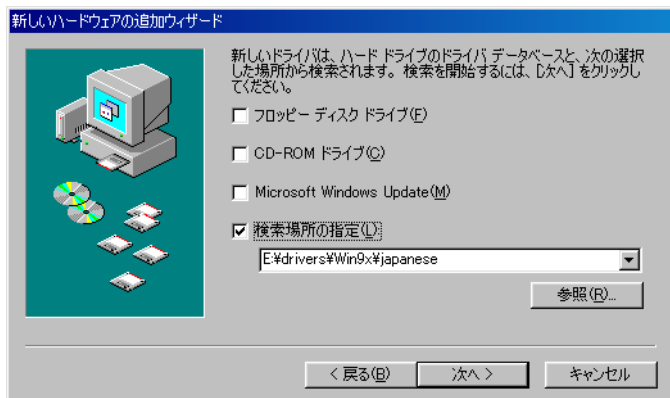 新しいハードウェアの追加ウィザード
新しいドライバは、ハード ドライブのドライバ データベースと、次の選択
した場所から検索されます。検索を開始するには、[次へ] をクリックし
てください。
フロッピー ディスク ドライブ(F)
CD-ROM ドライブ(C)
Microsoft Windows Update(M)
検索場所の指定(L)
E:¥drivers¥Win9x¥japanese
参照(R)...
< 戻る(B)
次へ >
キャンセル